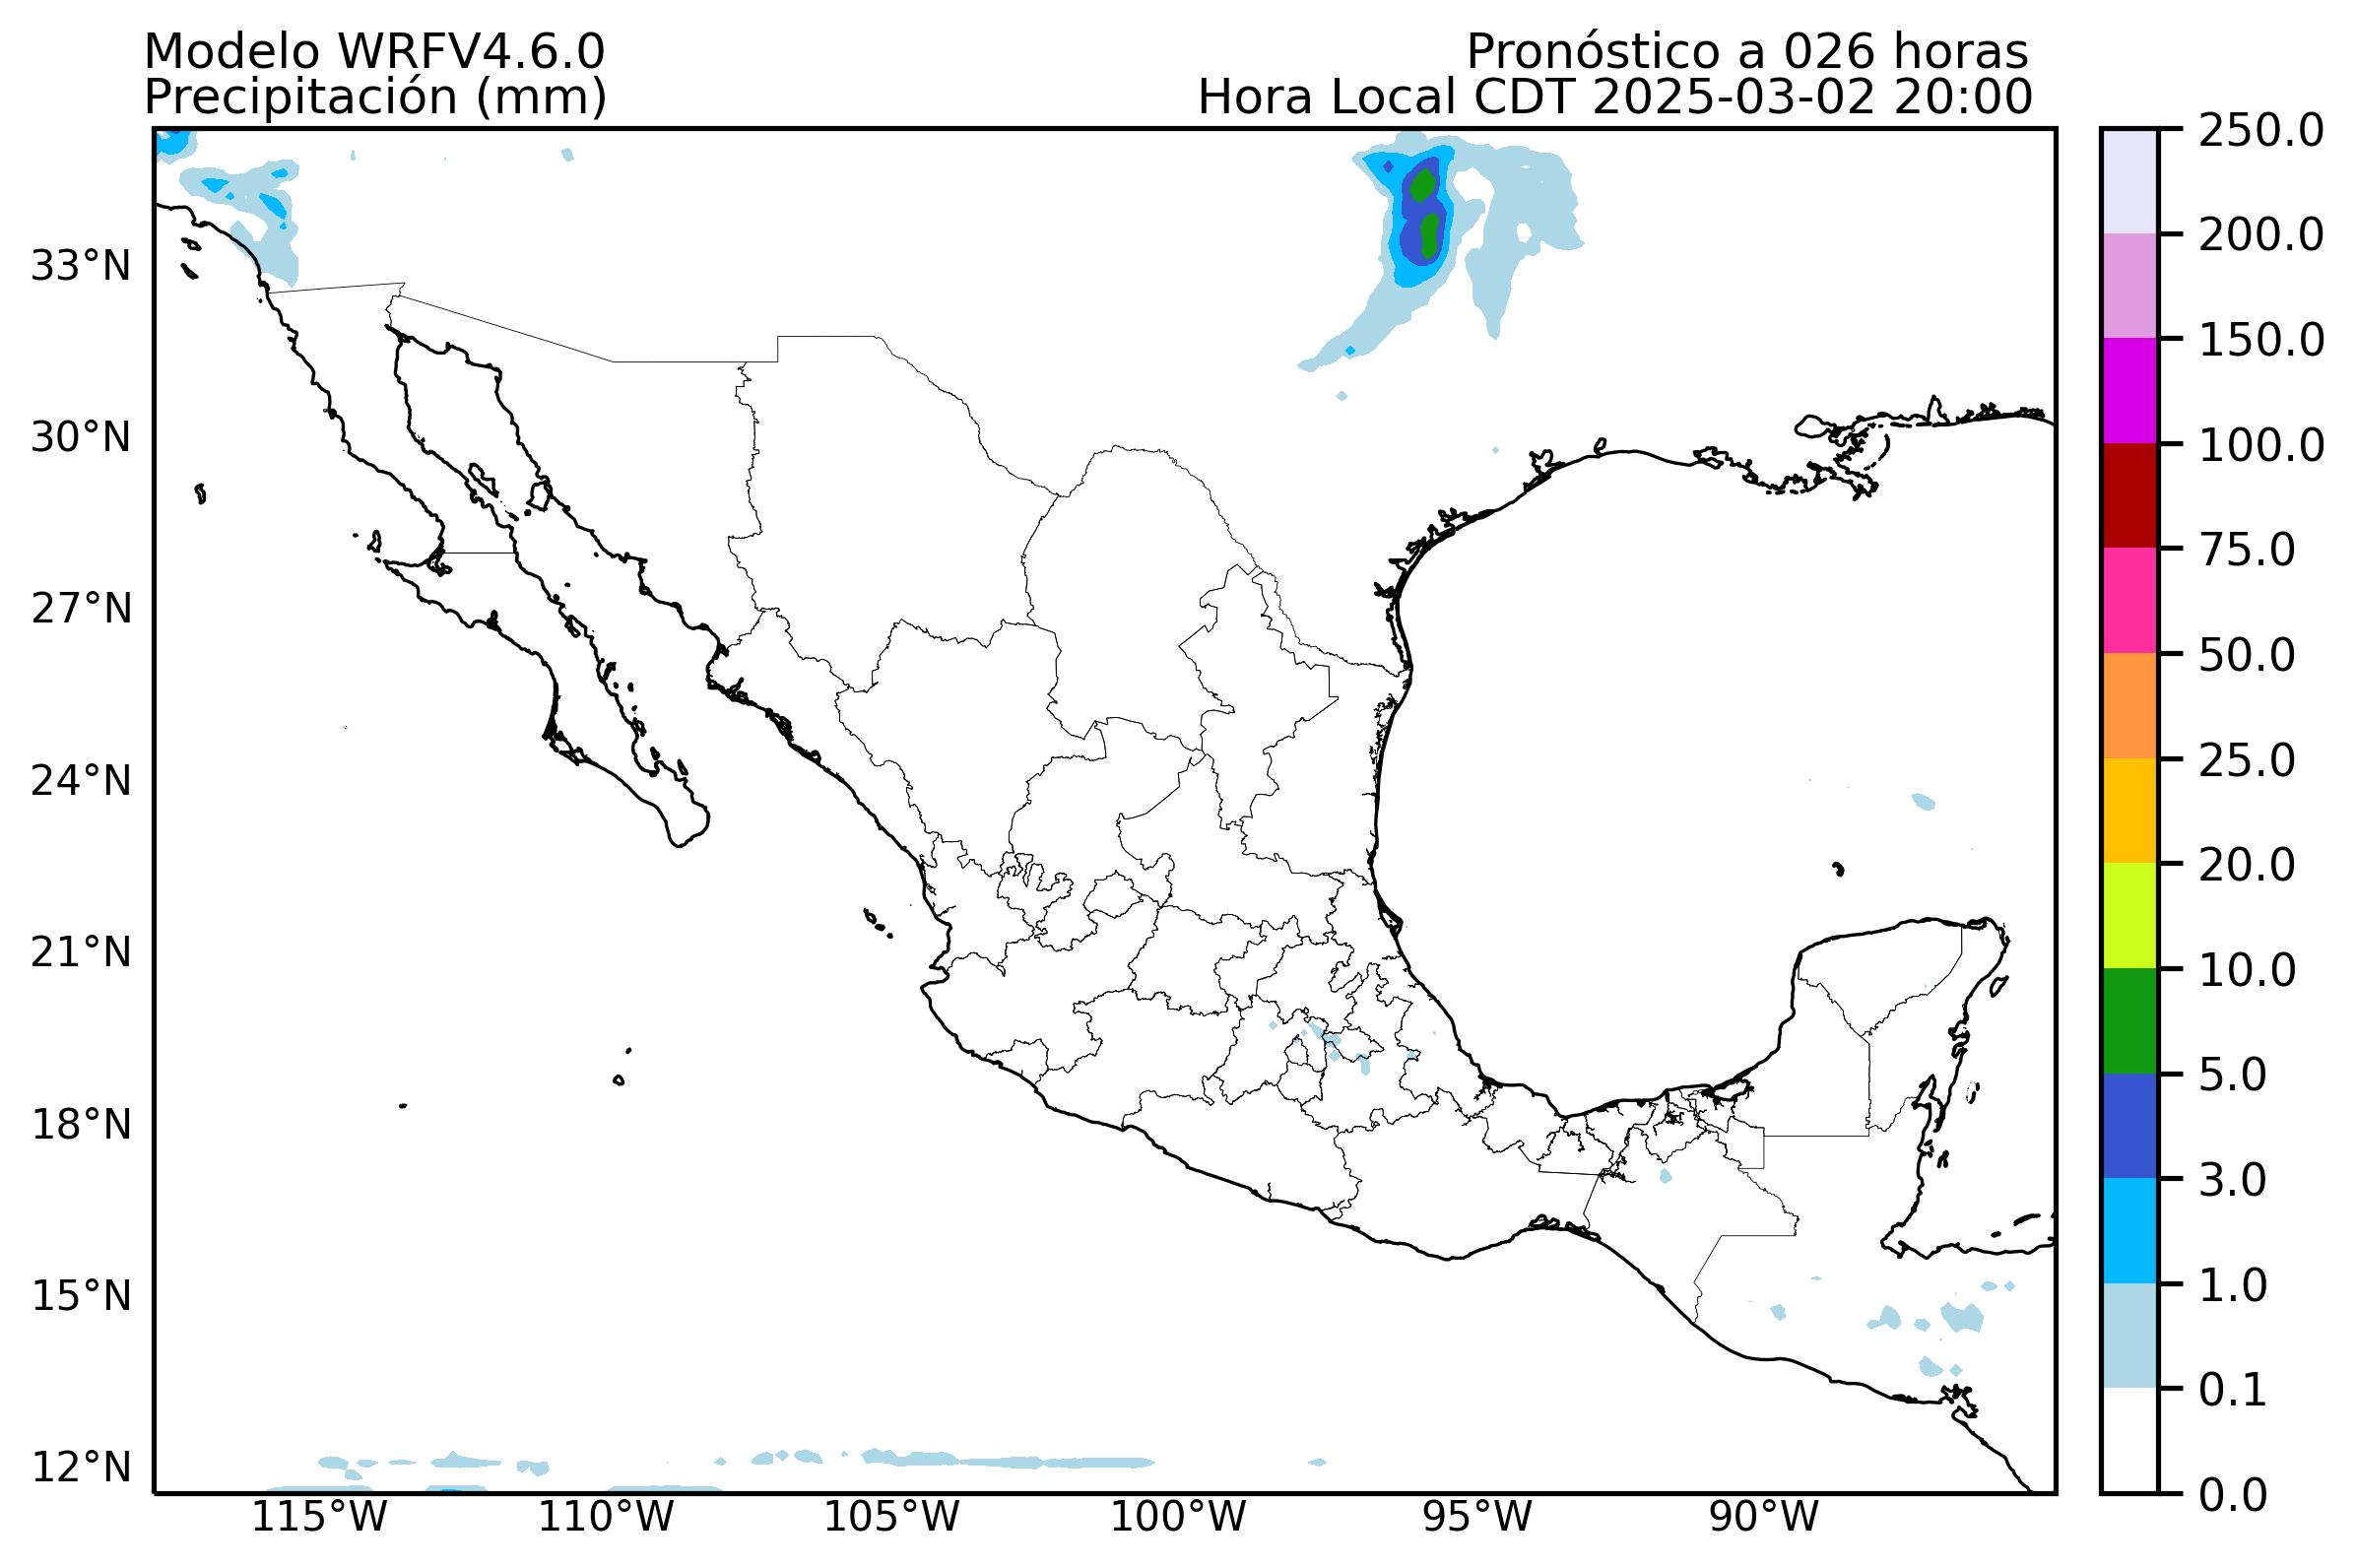 Modelo WRFV4.6.0
Precipitación (mm)
Pronóstico a 026 horas
Hora Local CDT 2025-03-02 20:00
33°N
30°N
27°N
24°N
21°N
18°N
15°N
12°N
115°W
110°W
105°W
100°W
95°W
90°W
250.0
200.0
150.0
100.0
75.0
50.0
25.0
20.0
10.0
5.0
3.0
1.0
0.1
0.0